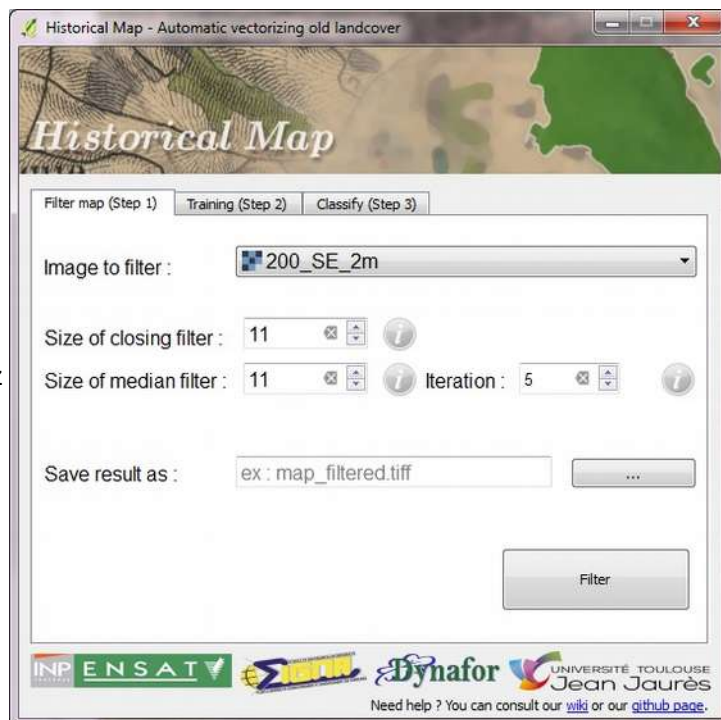 Historical Map - Automatic vectorizing old landcover
Historical Map
Filter map (Step 1) Training (Step 2) Classify (Step 3)
Image to filter : 200_SE_2m
Size of closing filter : 11
Size of median filter : 11 Iteration : 5
Save result as : ex : map_filtered.tiff ...
Filter
INP ENSAT SIGMA Dynafor UNIVERSITÉ TOULOUSE
Jean Jaurès
Need help ? You can consult our wiki or our github page.